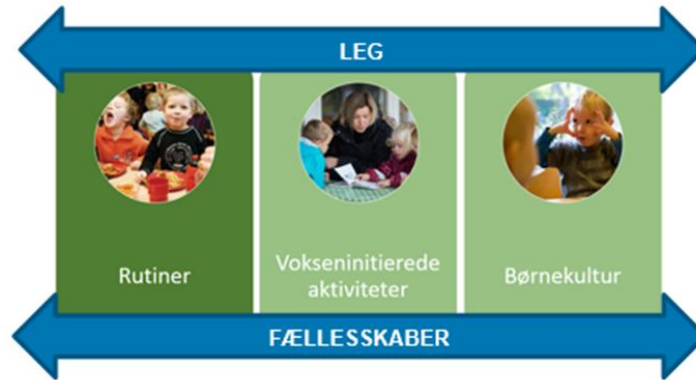 LEG
Rutiner
Vokseninitierede
aktiviteter
Børnekultur
FÆLLESSKABER